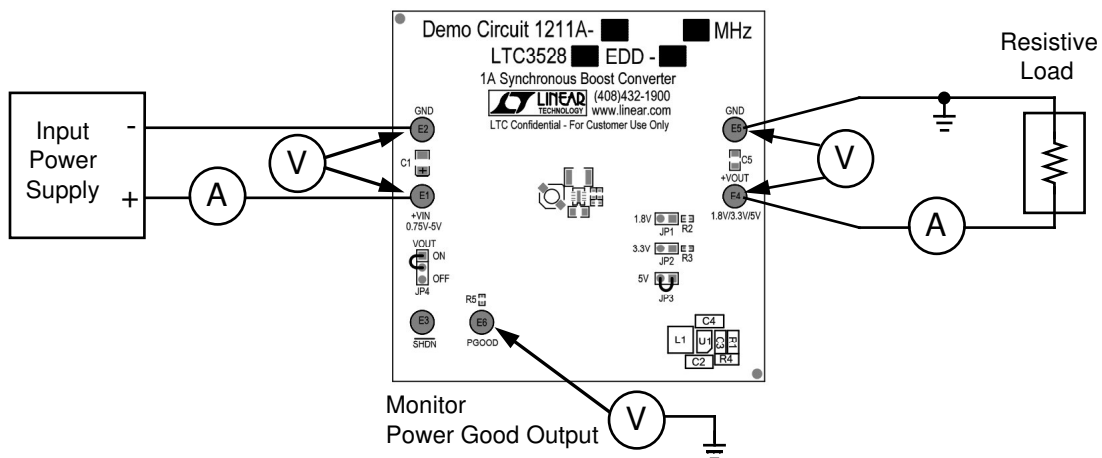 Demo Circuit 1211A- MHz
LTC3528 EDD -
1A Synchronous Boost Converter
LINEAR TECHNOLOGY (408)432-1900
www.linear.com
LTC Confidential - For Customer Use Only
Input
Power
Supply
-
+
V
A
GND
E2
C1
+
E1
+VIN
0.75V-5V
VOUT
ON
OFF
JP4
E3
SHDN
R5
E6
PGOOD
GND
E5
C5
+VOUT
E4
1.8V/3.3V/5V
1.8V
JP1
R2
3.3V
JP2
R3
5V
JP3
C4
L1
U1
C3
R1
C2
R4
V
A
Resistive
Load
Monitor
Power Good Output
V